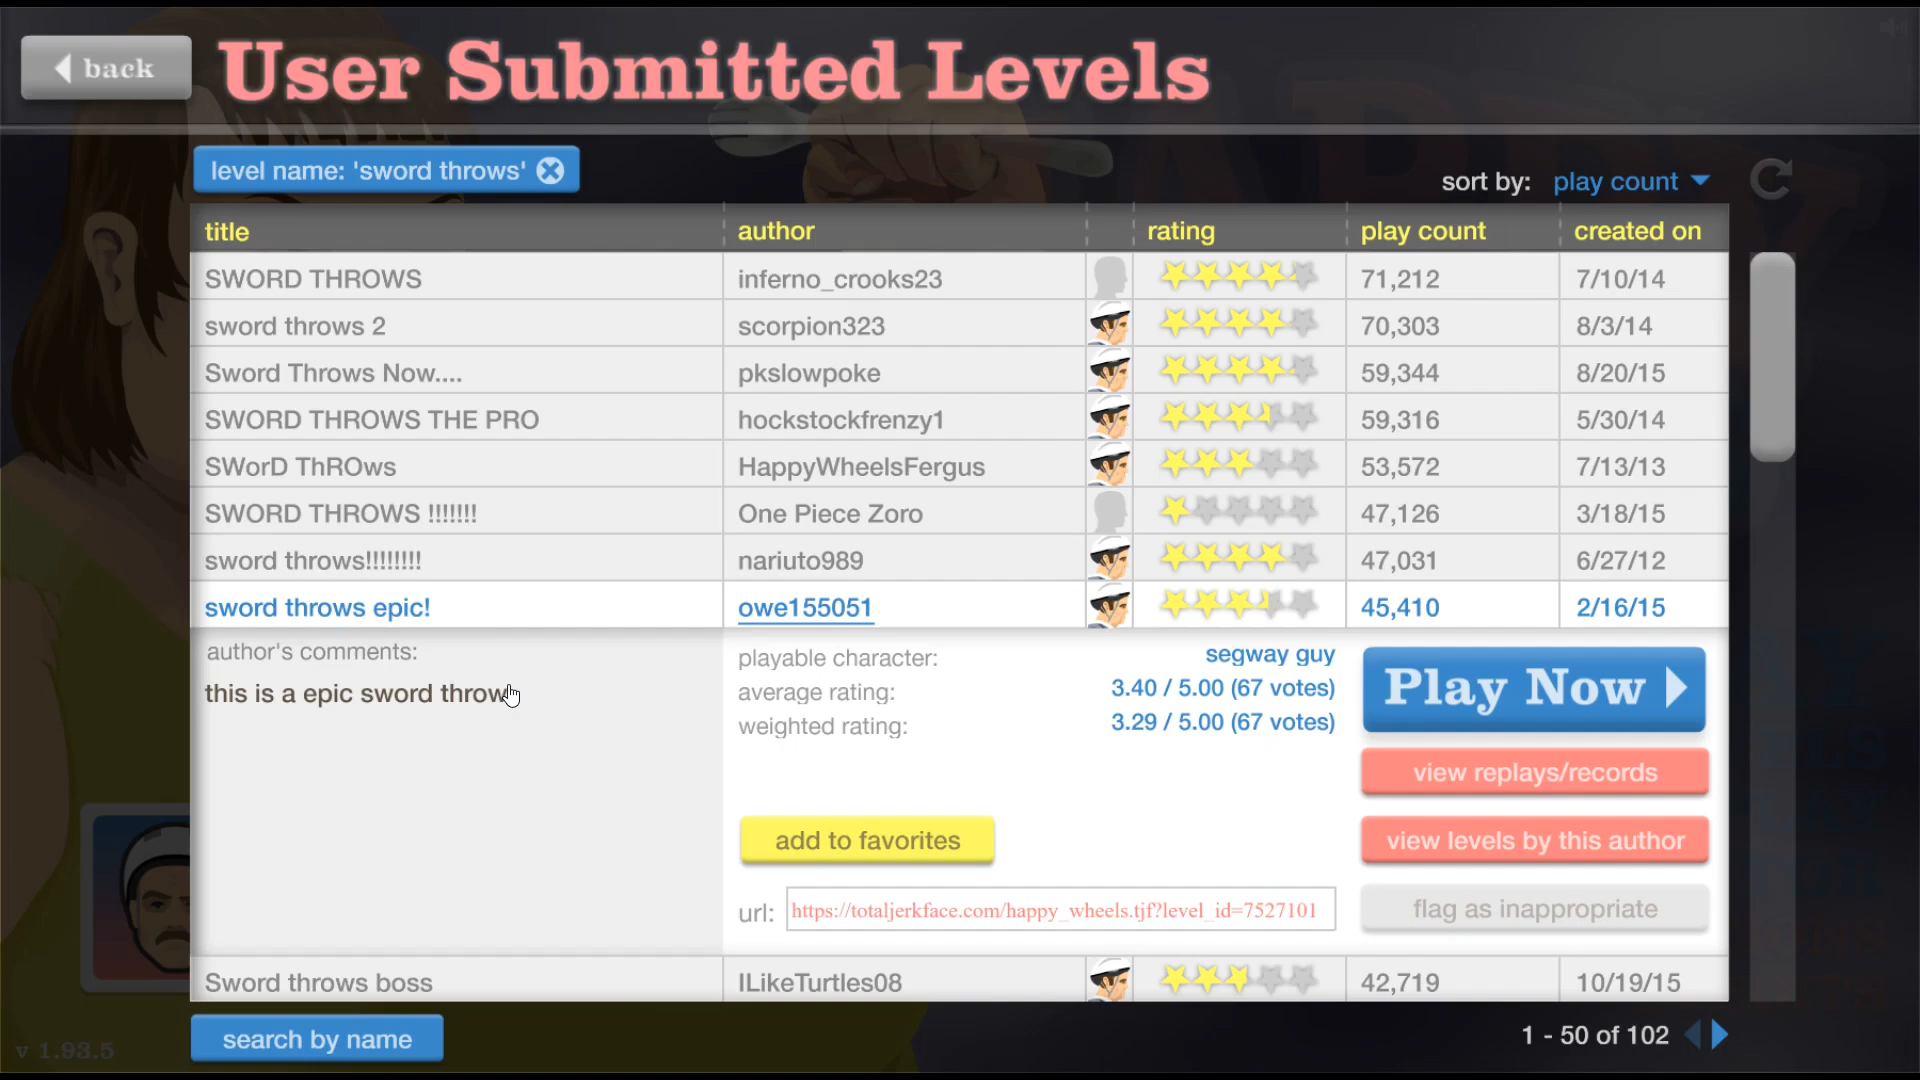 back
User Submitted Levels
level name: 'sword throws'
sort by: play count
title author rating play count created on
SWORD THROWS inferno_crooks23 71,212 7/10/14
sword throws 2 scorpion323 70,303 8/3/14
Sword Throws Now.... pkslowpoke 59,344 8/20/15
SWORD THROWS THE PRO hockstockfrenzy1 59,316 5/30/14
SWorD ThROws HappyWheelsFergus 53,572 7/13/13
SWORD THROWS !!!!!!! One Piece Zoro 47,126 3/18/15
sword throws!!!!!!!! nariuto989 47,031 6/27/12
sword throws epic! owe155051 45,410 2/16/15
author's comments:
this is a epic sword throw
playable character: segway guy
average rating: 3.40 / 5.00 (67 votes)
weighted rating: 3.29 / 5.00 (67 votes)
Play Now
view replays/records
add to favorites
view levels by this author
url: https://totaljerkface.com/happy_wheels.tjf?level_id=7527101
flag as inappropriate
Sword throws boss ILikeTurtles08 42,719 10/19/15
search by name
1 - 50 of 102
v 1.93.5